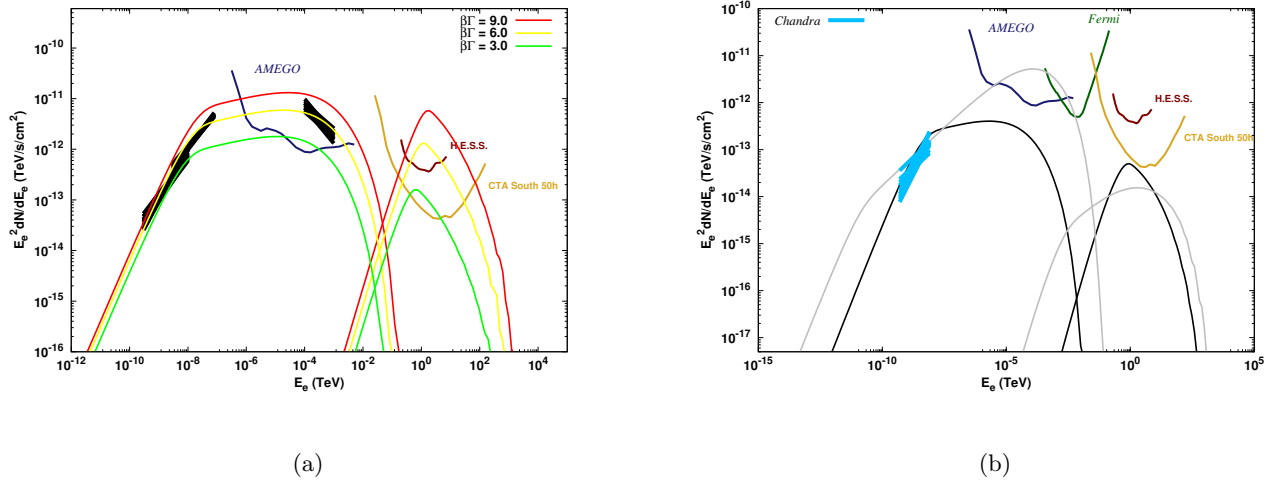 βΓ = 9.0
βΓ = 6.0
βΓ = 3.0
AMEGO
H.E.S.S.
CTA South 50h
10^-10
10^-11
10^-12
10^-13
10^-14
10^-15
10^-16
10^-12 10^-10 10^-8 10^-6 10^-4 10^-2 10^0 10^2 10^4
E_e^2 dN/dE_e (TeV/s/cm^2)
E_e (TeV)
(a)
Chandra
AMEGO
Fermi
H.E.S.S.
CTA South 50h
10^-10
10^-11
10^-12
10^-13
10^-14
10^-15
10^-16
10^-17
10^-15 10^-10 10^-5 10^0 10^5
E_e^2 dN/dE_e (TeV/s/cm^2)
E_e (TeV)
(b)